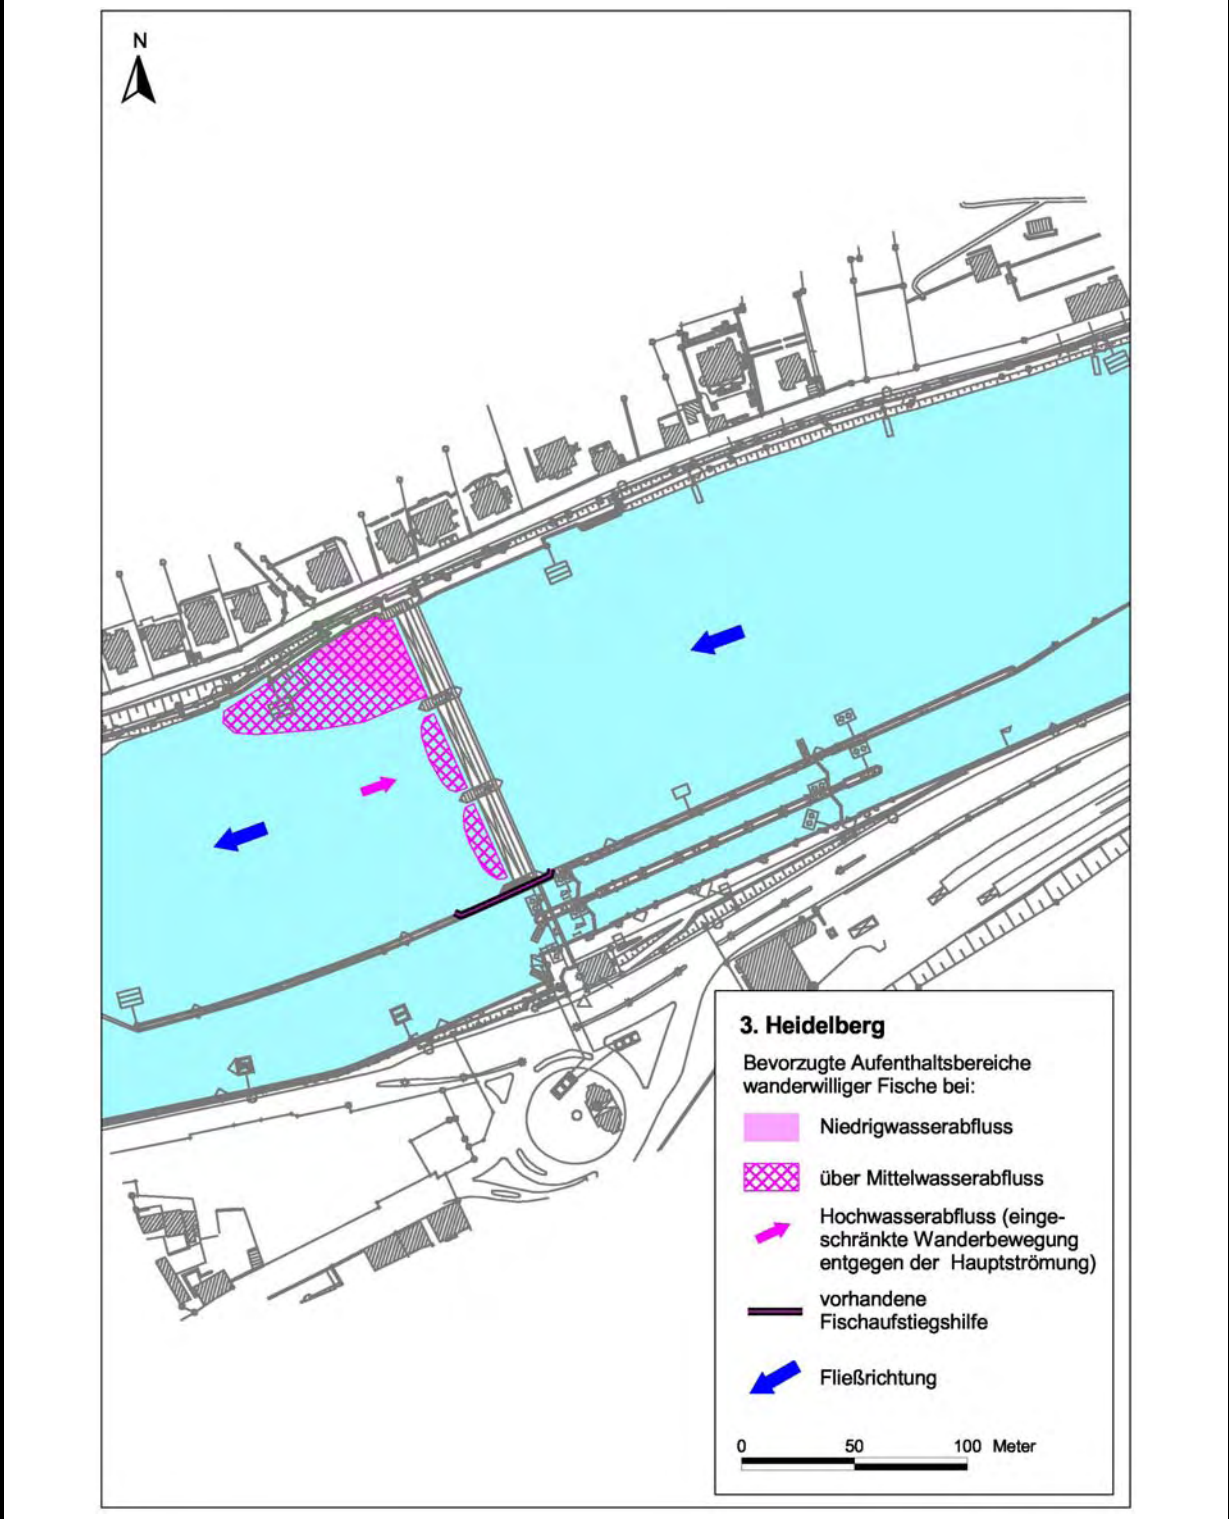 N
3. Heidelberg
Bevorzugte Aufenthaltsbereiche
wanderwilliger Fische bei:
Niedrigwasserabfluss
über Mittelwasserabfluss
Hochwasserabfluss (einge-
schränkte Wanderbewegung
entgegen der Hauptströmung)
vorhandene
Fischaufstiegshilfe
Fließrichtung
0 50 100 Meter